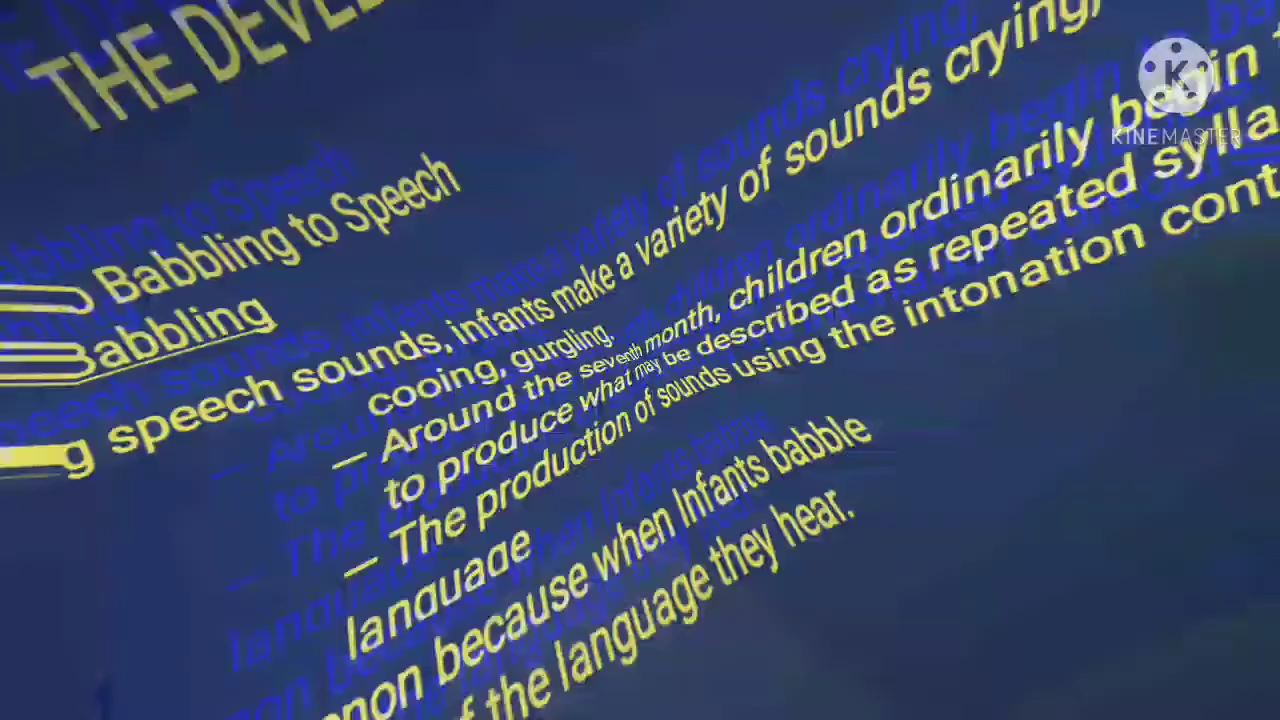 THE DEVEL
Babbling to Speech
Babbling
g speech sounds, infants make a variety of sounds crying,
cooing, gurgling.
— Around the seventh month, children ordinarily begin
to produce what may be described as repeated sylla
— The production of sounds using the intonation cont
language
non because when Infants babble
f the language they hear.
K
KINEMASTER